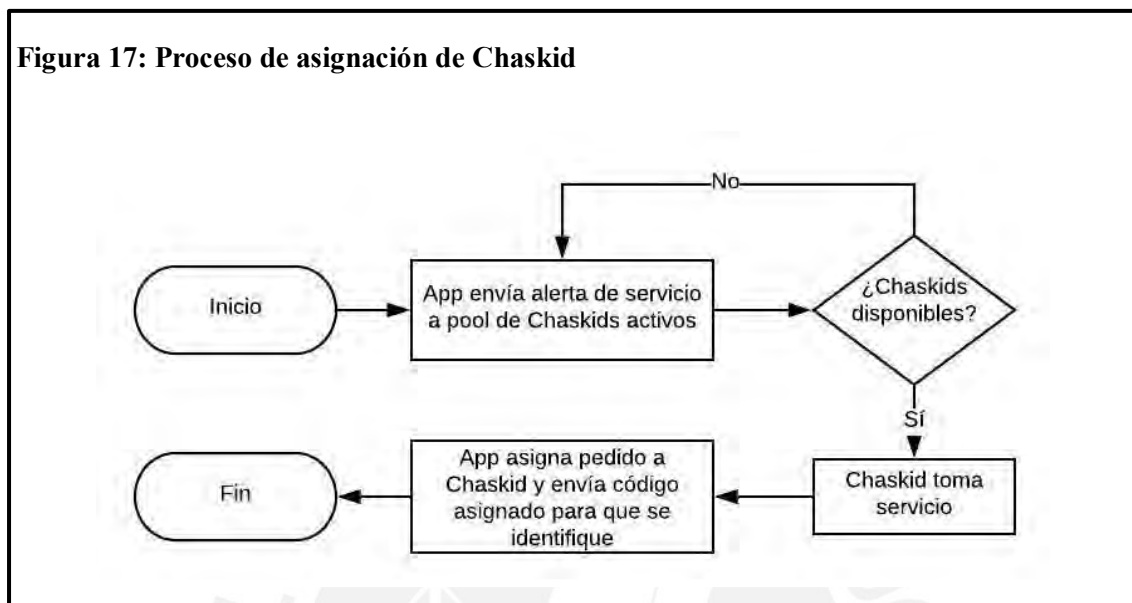 Figura 17: Proceso de asignación de Chaskid
No
Inicio
App envía alerta de servicio
a pool de Chaskids activos
¿Chaskids
disponibles?
Sí
Chaskid toma
servicio
App asigna pedido a
Chaskid y envía código
asignado para que se
identifique
Fin